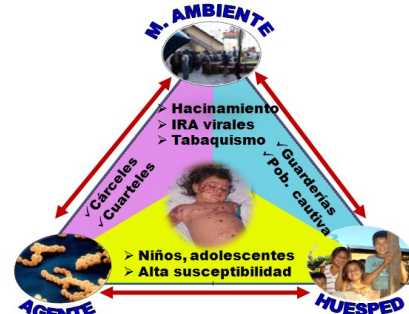 M. AMBIENTE
➢ Hacinamiento
➢ IRA virales
➢ Tabaquismo
✓Cárceles
✓Cuarteles
✓Guarderías
✓Pob. cautiva
➢ Niños, adolescentes
➢ Alta susceptibilidad
AGENTE
HUESPED